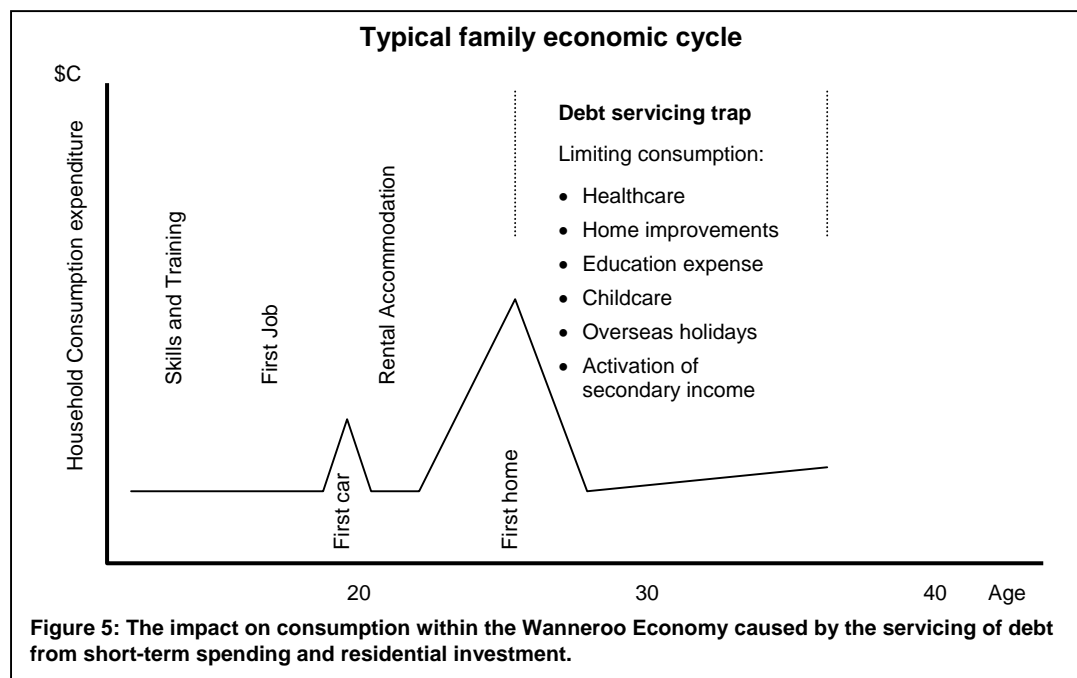 Typical family economic cycle
$C
Household Consumption expenditure
Skills and Training
First Job
First car
Rental Accommodation
First home
Debt servicing trap
Limiting consumption:
• Healthcare
• Home improvements
• Education expense
• Childcare
• Overseas holidays
• Activation of
secondary income
20 30 40 Age
Figure 5: The impact on consumption within the Wanneroo Economy caused by the servicing of debt
from short-term spending and residential investment.